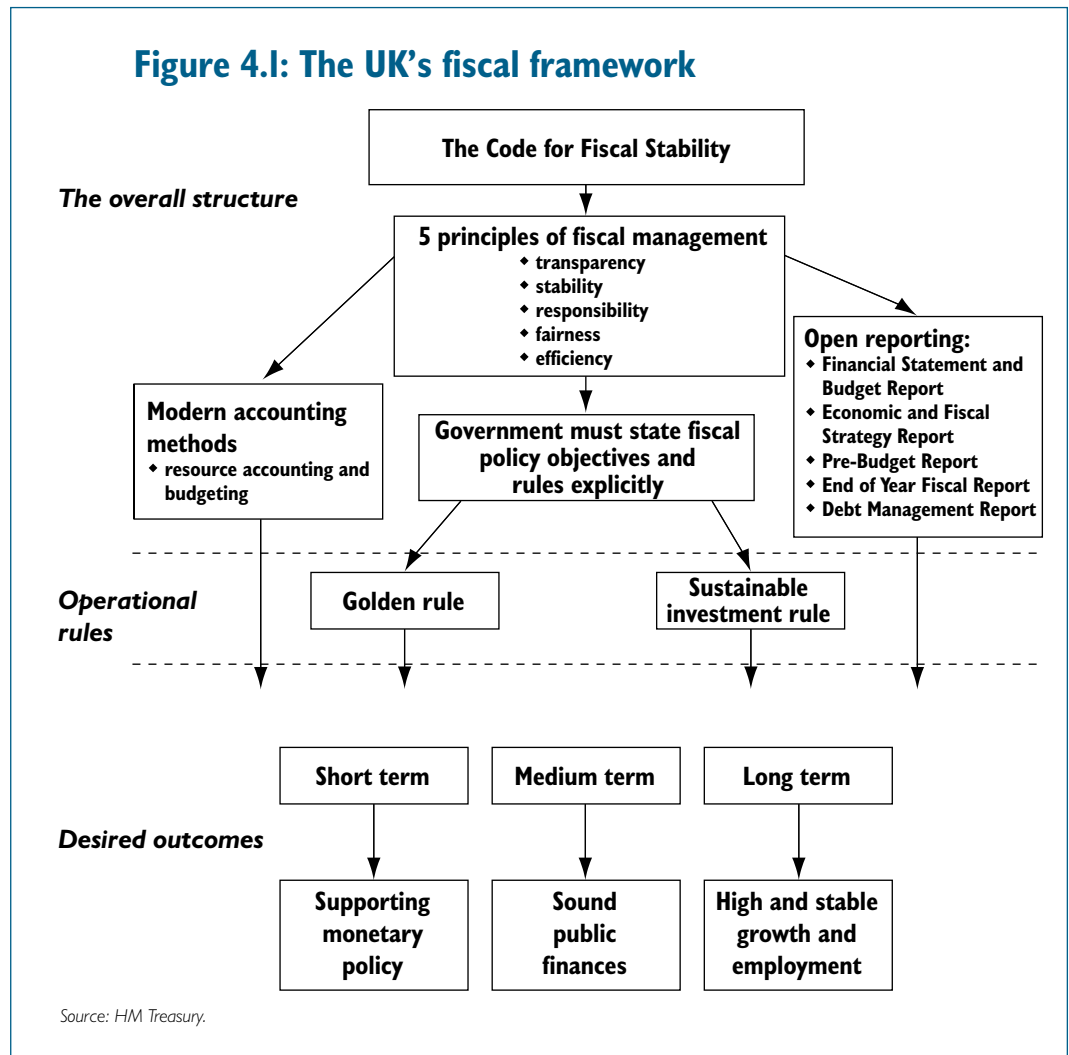 Figure 4.I: The UK's fiscal framework
The Code for Fiscal Stability
The overall structure
5 principles of fiscal management
◆ transparency
◆ stability
◆ responsibility
◆ fairness
◆ efficiency
Modern accounting
methods
◆ resource accounting and
budgeting
Government must state fiscal
policy objectives and
rules explicitly
Open reporting:
◆ Financial Statement and
Budget Report
◆ Economic and Fiscal
Strategy Report
◆ Pre-Budget Report
◆ End of Year Fiscal Report
◆ Debt Management Report
Operational
rules
Golden rule
Sustainable
investment rule
Short term
Medium term
Long term
Desired outcomes
Supporting
monetary
policy
Sound
public
finances
High and stable
growth and
employment
Source: HM Treasury.